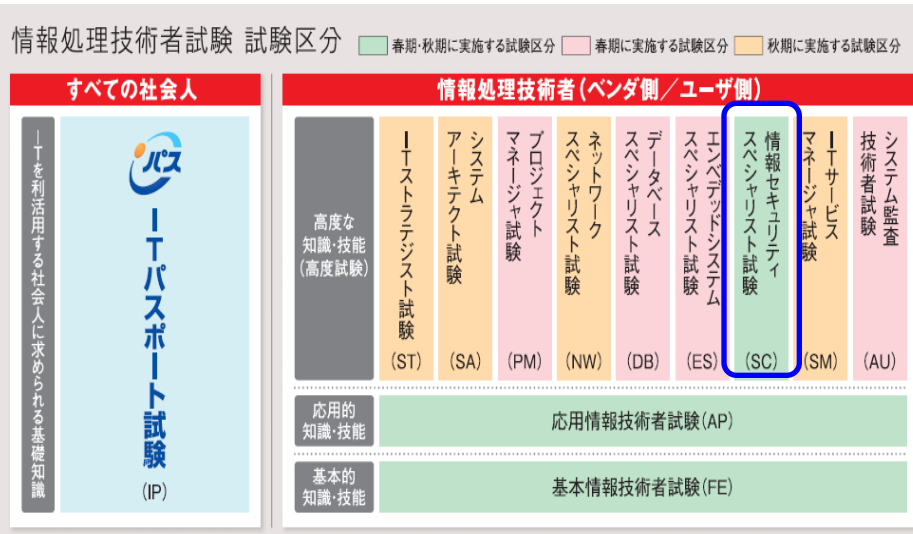 情報処理技術者試験 試験区分
春期・秋期に実施する試験区分
春期に実施する試験区分
秋期に実施する試験区分
すべての社会人
情報処理技術者(ベンダ側/ユーザ側)
ITを利活用する社会人に求められる基礎知識
iパス
ITパスポート試験
(IP)
高度な
知識・技能
(高度試験)
ITストラテジスト試験
(ST)
システム
アーキテクト試験
(SA)
プロジェクト
マネージャ試験
(PM)
ネットワーク
スペシャリスト試験
(NW)
データベース
スペシャリスト試験
(DB)
エンベデッドシステム
スペシャリスト試験
(ES)
情報セキュリティ
スペシャリスト試験
(SC)
ITサービス
マネージャ試験
(SM)
システム監査
技術者試験
(AU)
応用的
知識・技能
応用情報技術者試験(AP)
基本的
知識・技能
基本情報技術者試験(FE)